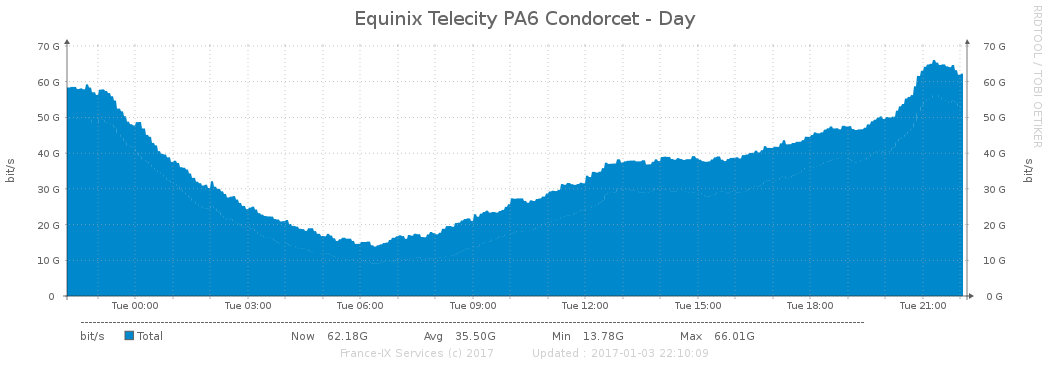 Equinix Telecity PA6 Condorcet - Day
RRDTOOL / TOBI OETIKER
70 G 70 G
60 G 60 G
50 G 50 G
40 G 40 G
30 G 30 G
20 G 20 G
10 G 10 G
0 0 G
bit/s bit/s
Tue 00:00 Tue 03:00 Tue 06:00 Tue 09:00 Tue 12:00 Tue 15:00 Tue 18:00 Tue 21:00
bit/s Total Now 62.18G Avg 35.50G Min 13.78G Max 66.01G
France-IX Services (c) 2017 Updated : 2017-01-03 22:10:09